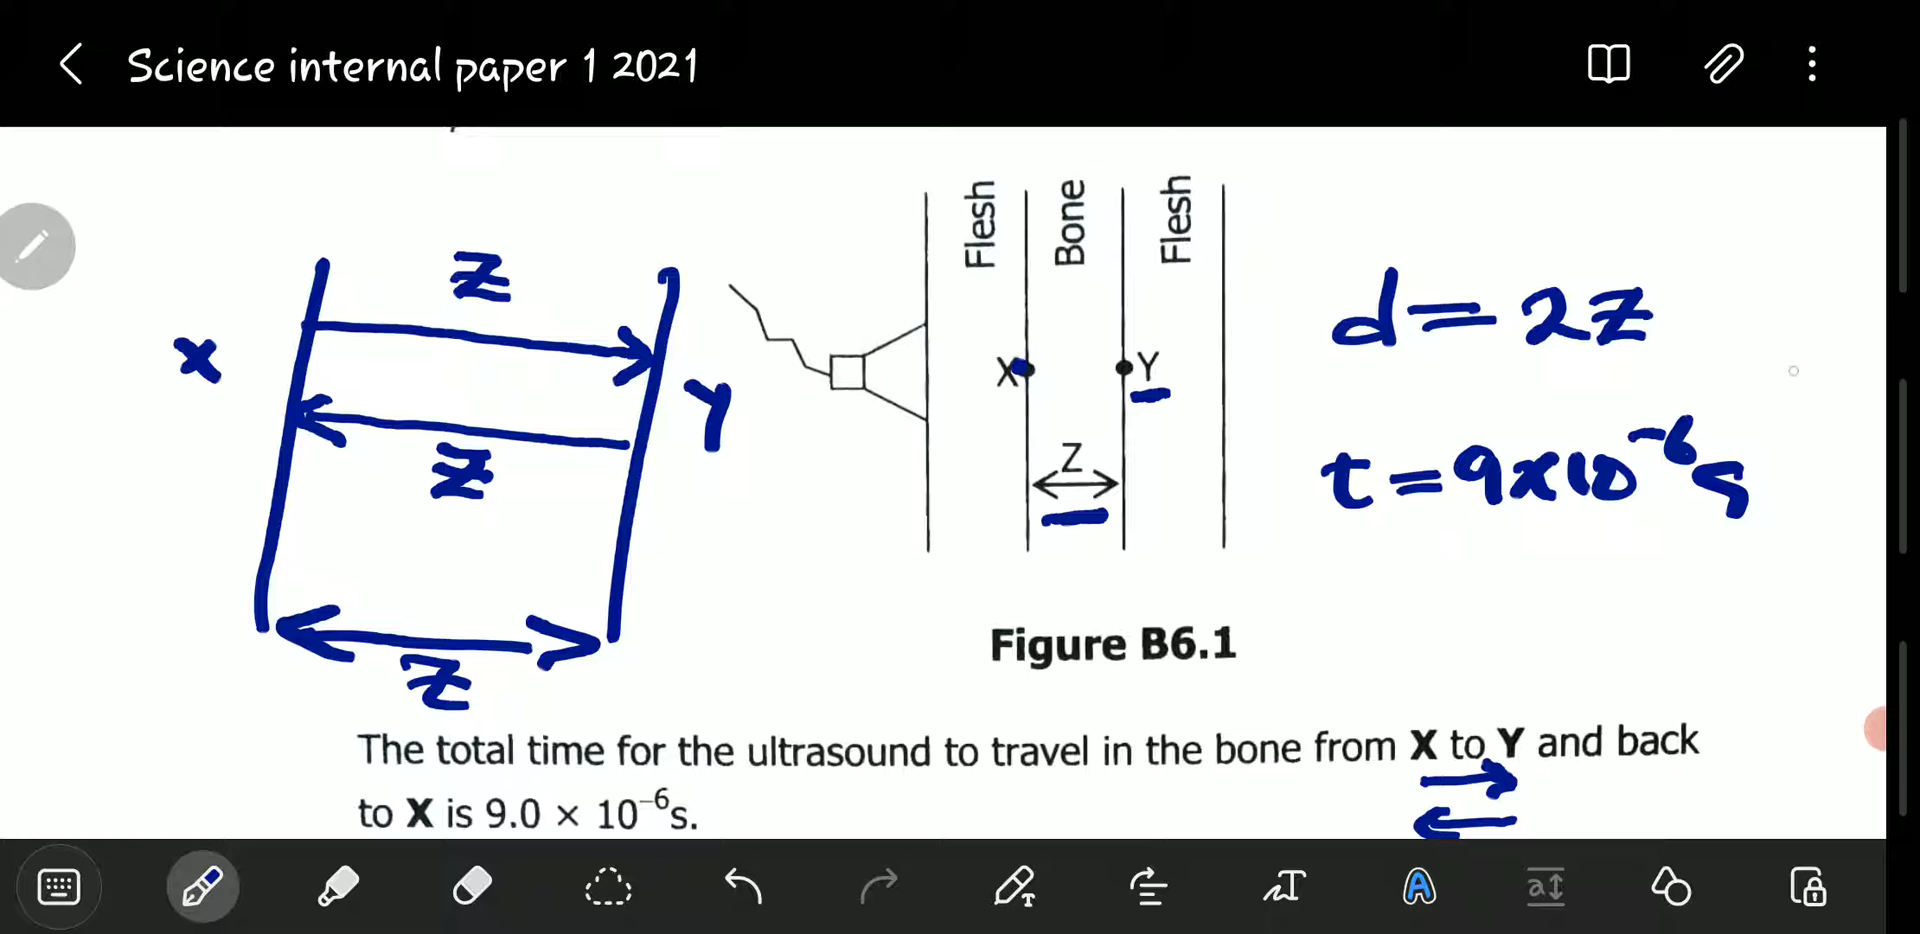 Science internal paper 1 2021
Flesh
Bone
Flesh
z
x
z
Y
z
X
Y
Z
d = 2z
t = 9x10⁻⁶s
Figure B6.1
The total time for the ultrasound to travel in the bone from X to Y and back
to X is 9.0 × 10⁻⁶s.
T
T
A
a